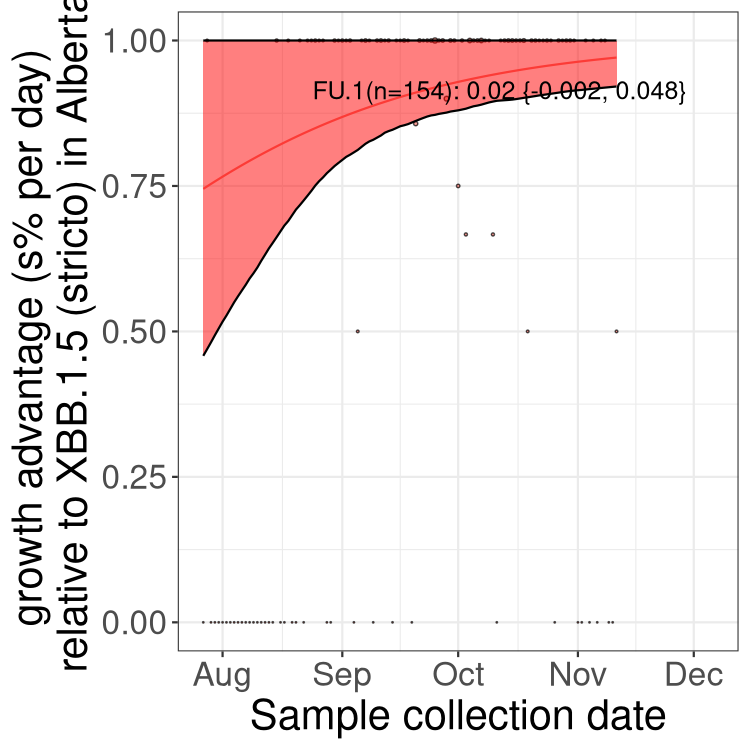 growth advantage (s% per day)
relative to XBB.1.5 (stricto) in Alberta
1.00
0.75
0.50
0.25
0.00
FU.1(n=154): 0.02 {-0.002, 0.048}
Aug Sep Oct Nov Dec
Sample collection date